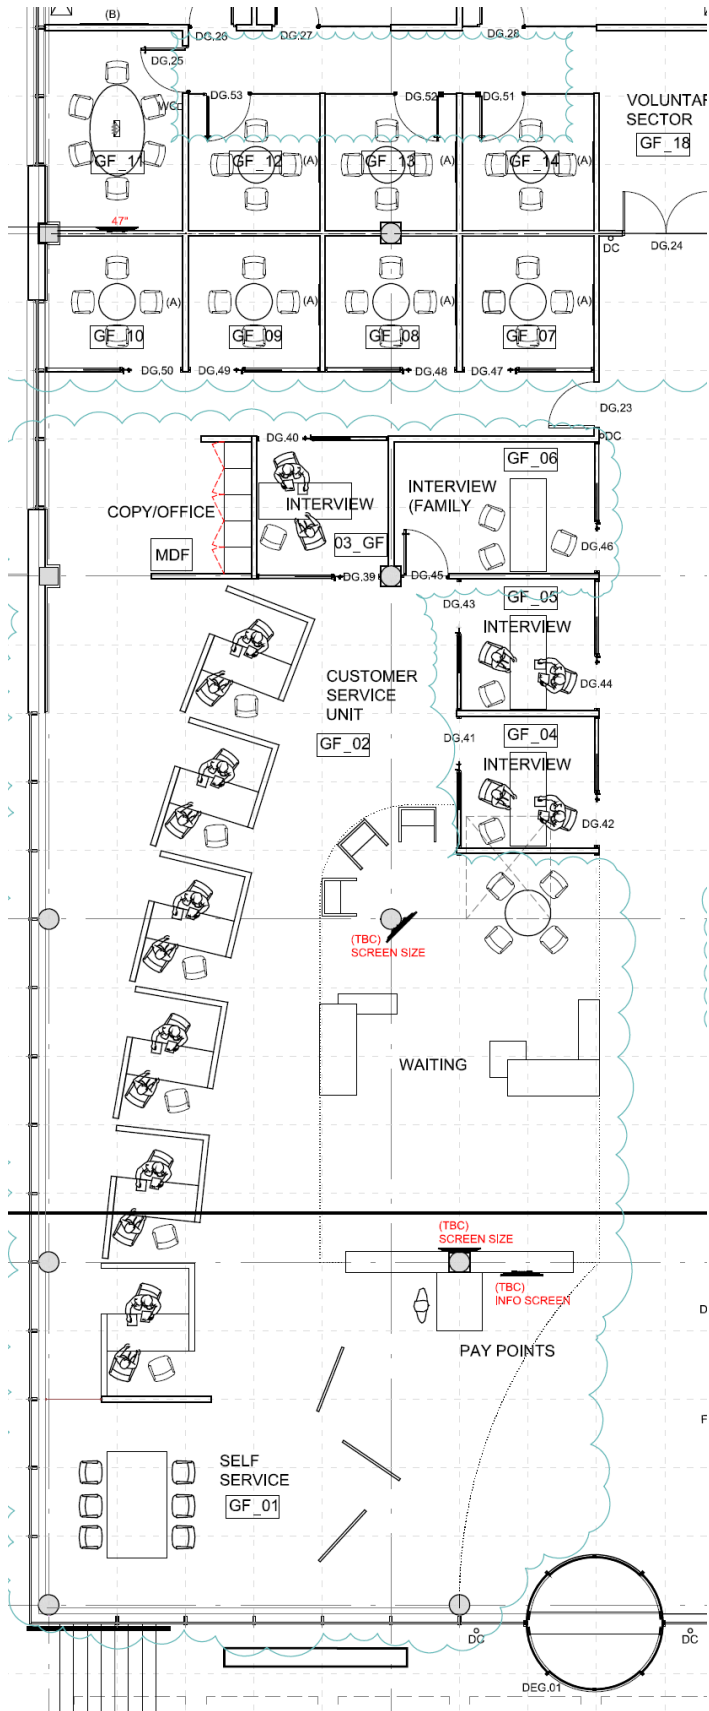 (B)
DG.26
DG.27
DG.28
DG.25
DG.53
DG.52
DG.51
VOLUNTAR
SECTOR
GF_18
GF_11
GF_12
(A)
GF_13
(A)
GF_14
(A)
47"
DC
DG.24
(A)
(A)
(A)
(A)
GF_10
GF_09
GF_08
GF_07
DG.50
DG.49
DG.48
DG.47
DG.23
DC
DG.40
GF_06
INTERVIEW
INTERVIEW
(FAMILY
COPY/OFFICE
03_GF
DG.46
MDF
DG.39
DG.45
GF_05
DG.43
INTERVIEW
CUSTOMER
SERVICE
UNIT
DG.44
GF_02
GF_04
DG.41
INTERVIEW
DG.42
(TBC)
SCREEN SIZE
WAITING
(TBC)
SCREEN SIZE
(TBC)
INFO SCREEN
D
PAY POINTS
F
SELF
SERVICE
GF_01
DC
DC
DEG.01